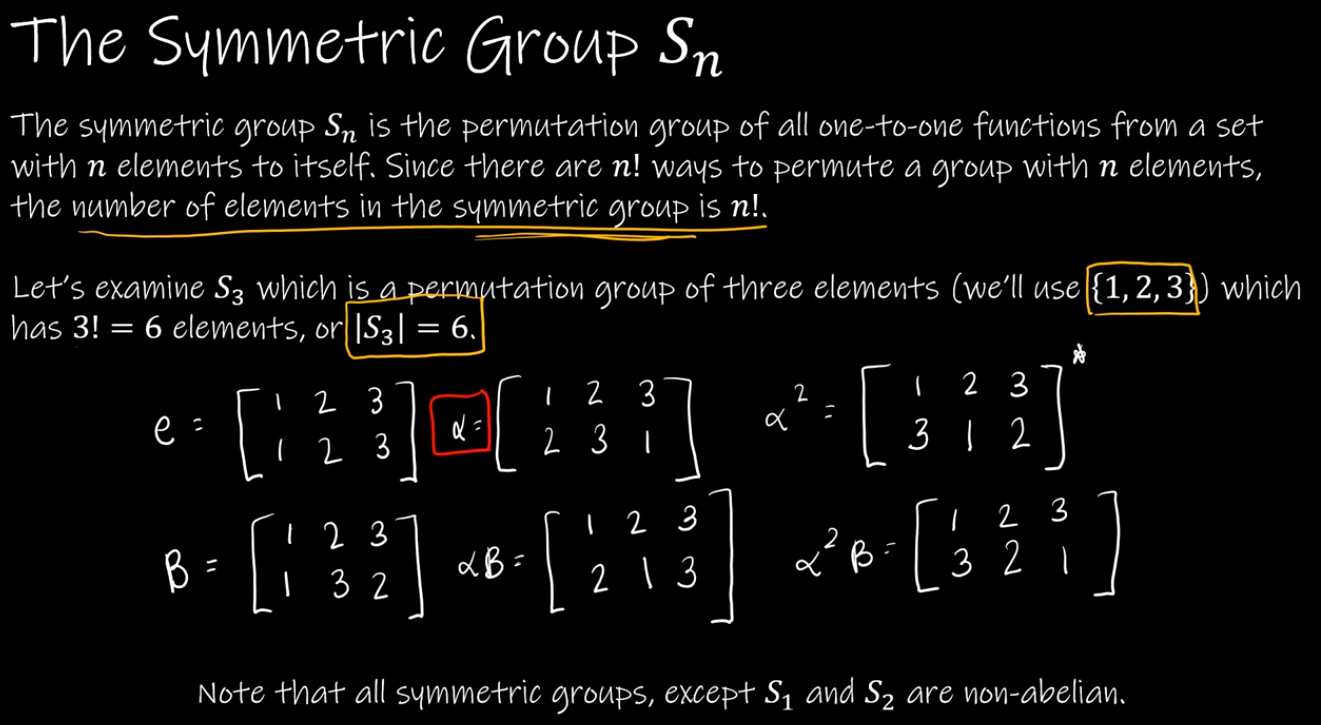 The Symmetric Group Sₙ
The symmetric group Sₙ is the permutation group of all one-to-one functions from a set
with n elements to itself. Since there are n! ways to permute a group with n elements,
the number of elements in the symmetric group is n!.
Let's examine S₃ which is a permutation group of three elements (we'll use {1, 2, 3}) which
has 3! = 6 elements, or |S₃| = 6.
e = [1 2 3 α = [1 2 3 α² = [1 2 3]*
1 2 3] 2 3 1] 3 1 2]
β = [1 2 3 αβ = [1 2 3 α²β = [1 2 3
1 3 2] 2 1 3] 3 2 1]
Note that all symmetric groups, except S₁ and S₂ are non-abelian.